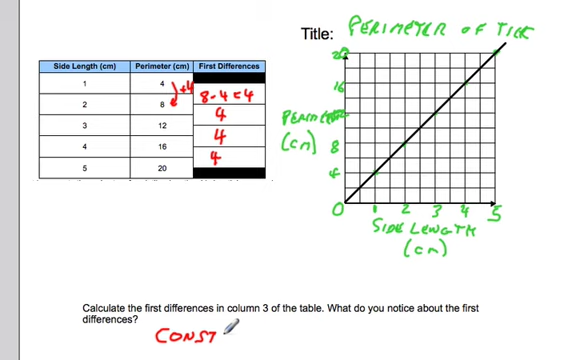 Title: PERIMETER OF TILE
Side Length (cm) Perimeter (cm) First Differences
1 4
+4
8-4=4
2 8
4
3 12
4
4 16
4
5 20
20
16
PERIMETER
(cm)
8
4
0 1 2 3 4 5
SIDE LENGTH
(cm)
Calculate the first differences in column 3 of the table. What do you notice about the first
differences?
CONST